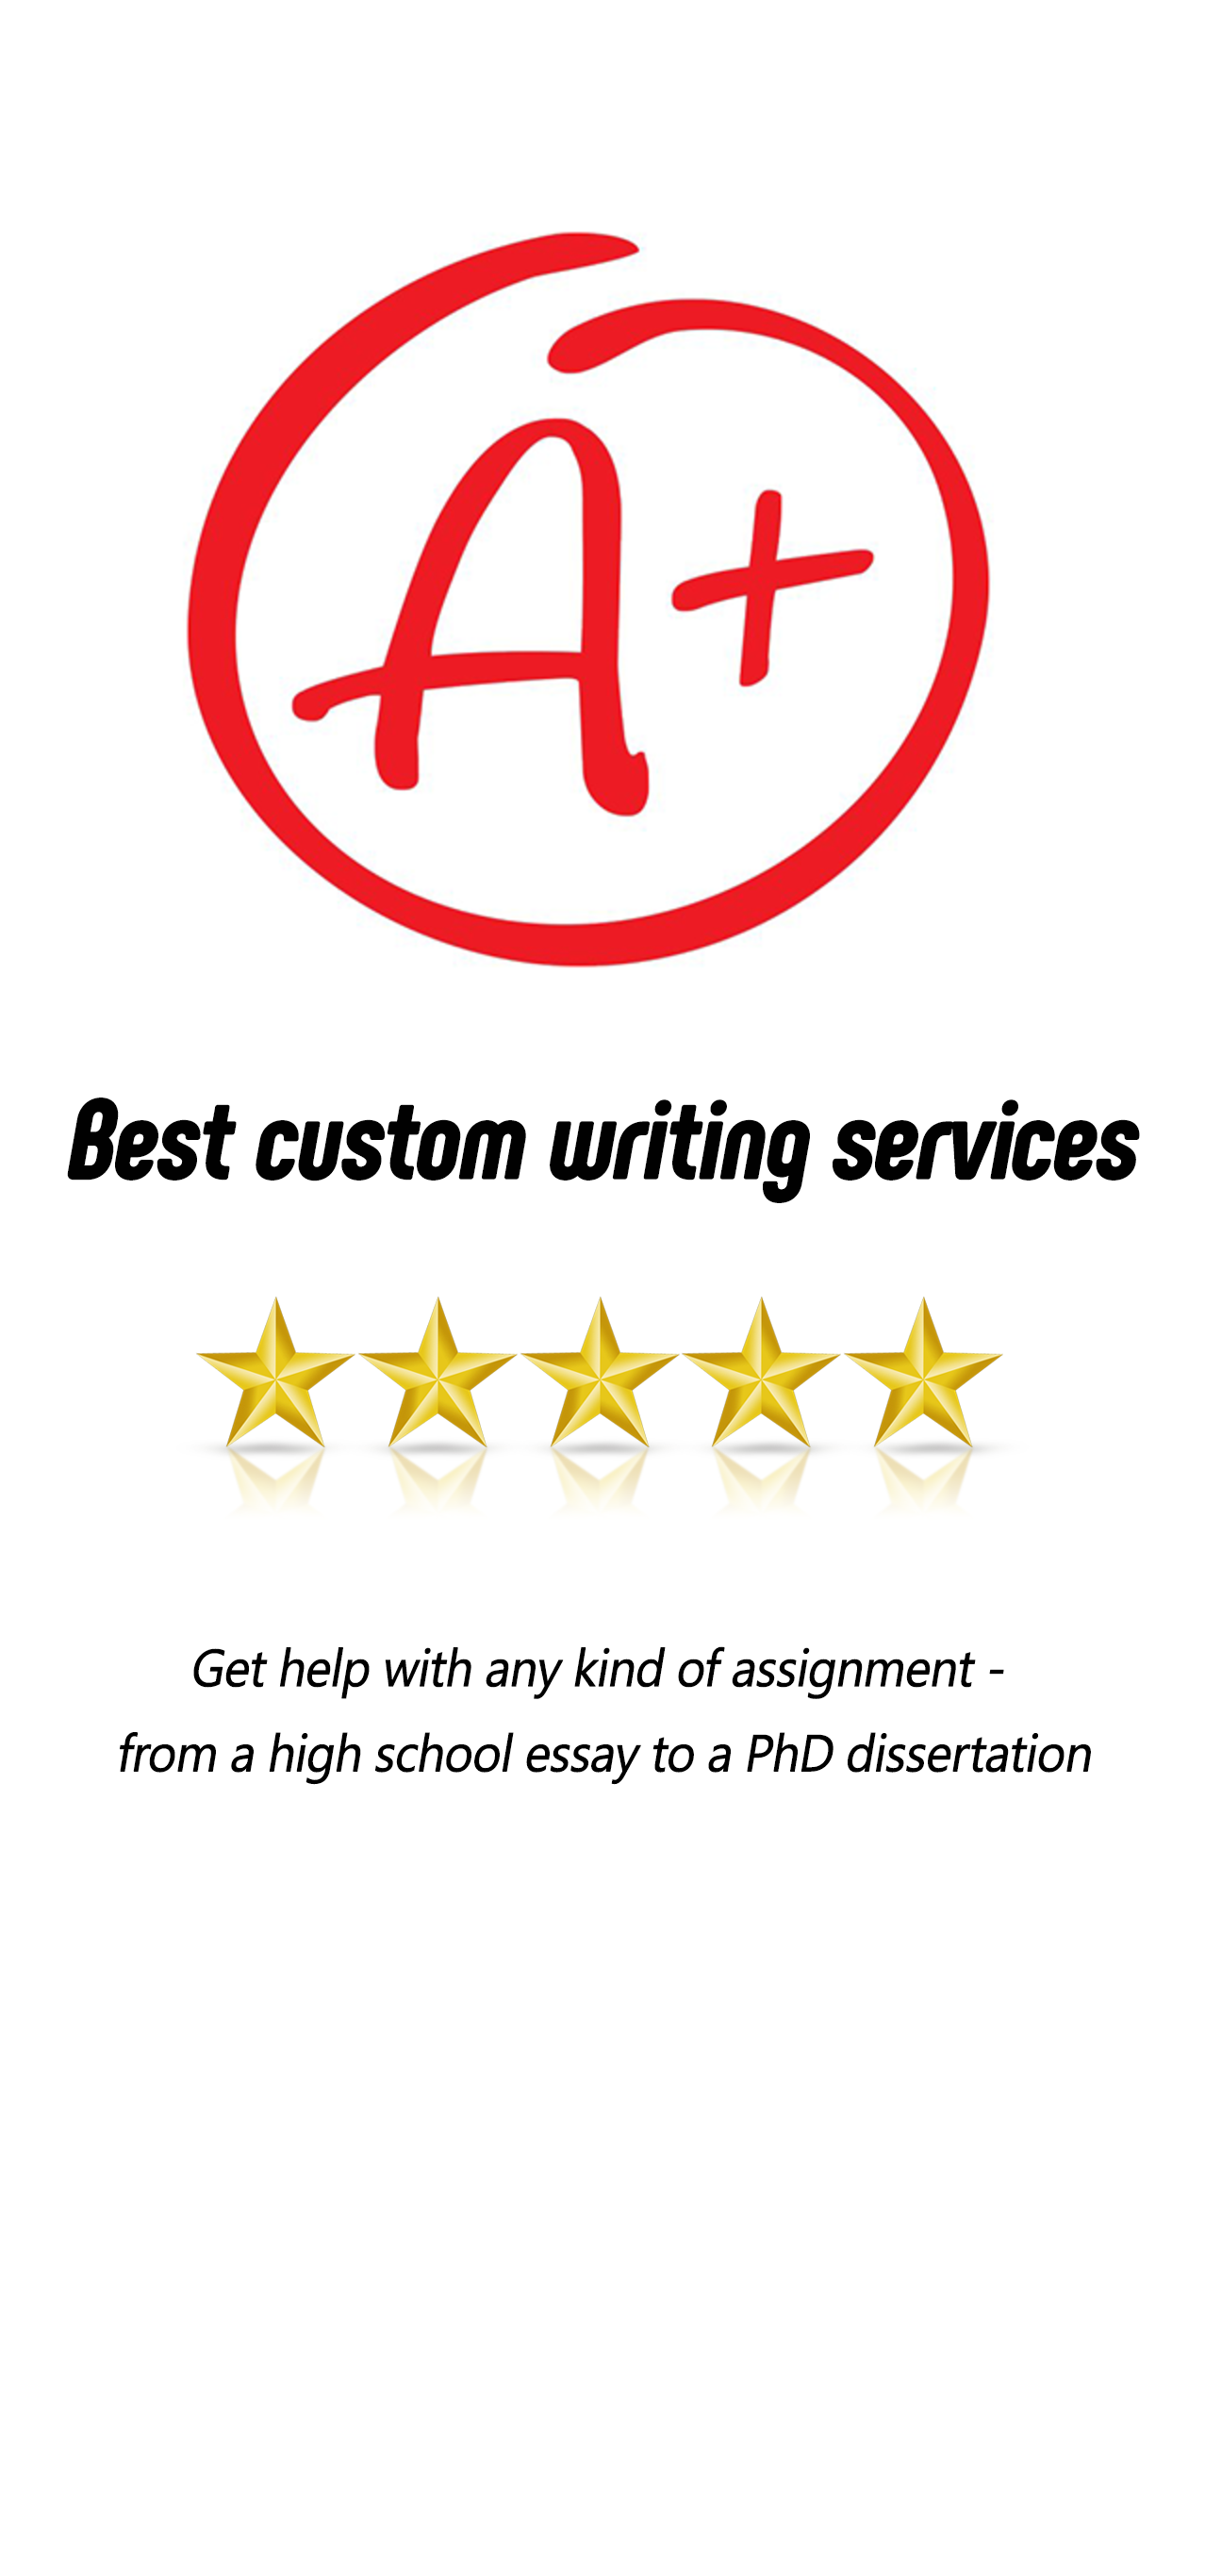 A+
Best custom writing services
Get help with any kind of assignment -
from a high school essay to a PhD dissertation